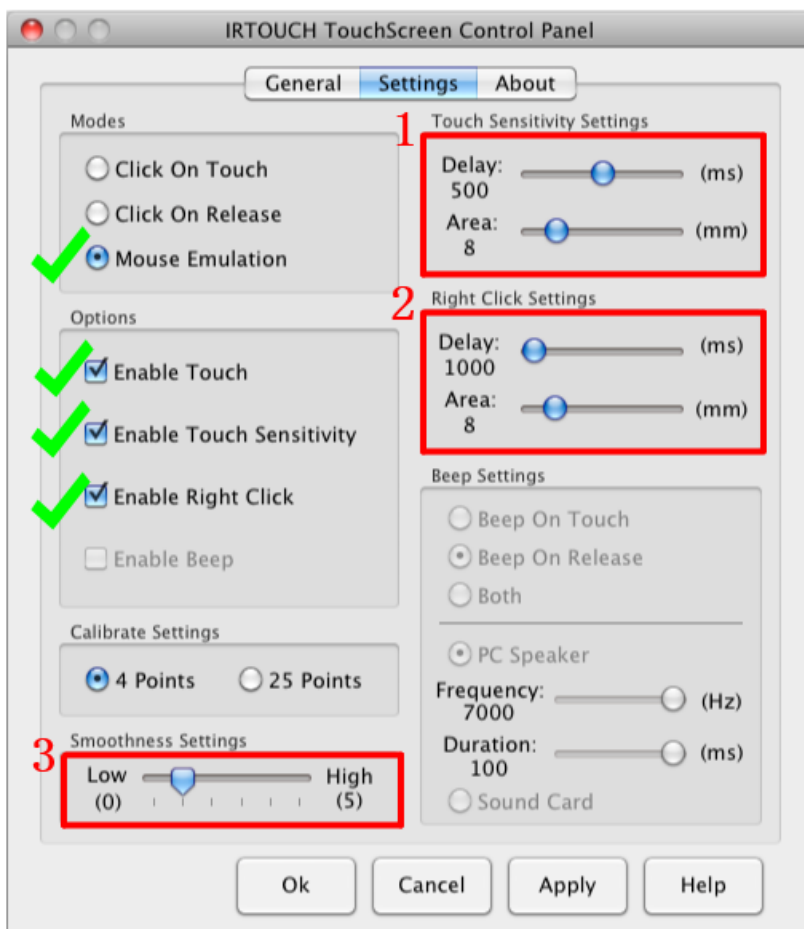 IRTOUCH TouchScreen Control Panel
General Settings About
Modes
Click On Touch
Click On Release
Mouse Emulation
Options
Enable Touch
Enable Touch Sensitivity
Enable Right Click
Enable Beep
Calibrate Settings
4 Points 25 Points
3
Smoothness Settings
Low High
(0) (5)
1
Touch Sensitivity Settings
Delay:
500 (ms)
Area:
8 (mm)
2
Right Click Settings
Delay:
1000 (ms)
Area:
8 (mm)
Beep Settings
Beep On Touch
Beep On Release
Both
PC Speaker
Frequency:
7000 (Hz)
Duration:
100 (ms)
Sound Card
Ok Cancel Apply Help